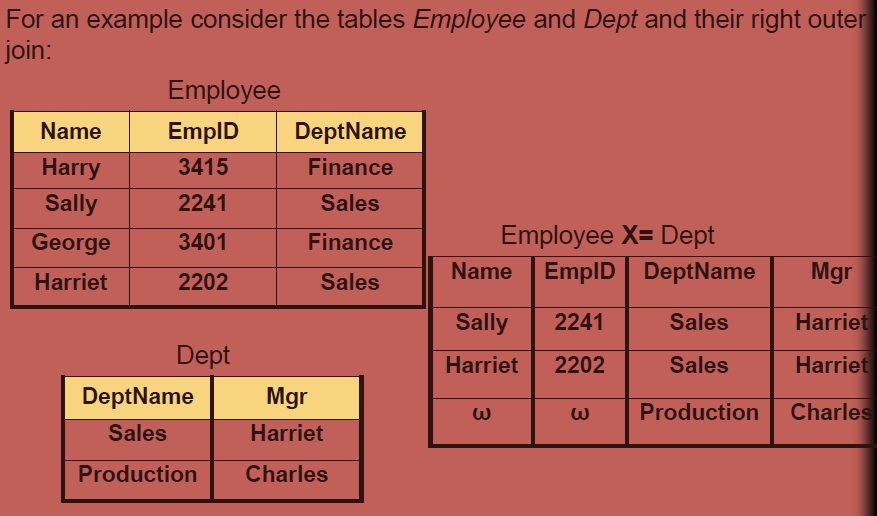 For an example consider the tables Employee and Dept and their right outer
join:
Employee
Name EmpID DeptName
Harry 3415 Finance
Sally 2241 Sales
George 3401 Finance
Harriet 2202 Sales
Dept
DeptName Mgr
Sales Harriet
Production Charles
Employee X= Dept
Name EmpID DeptName Mgr
Sally 2241 Sales Harriet
Harriet 2202 Sales Harriet
ω ω Production Charles